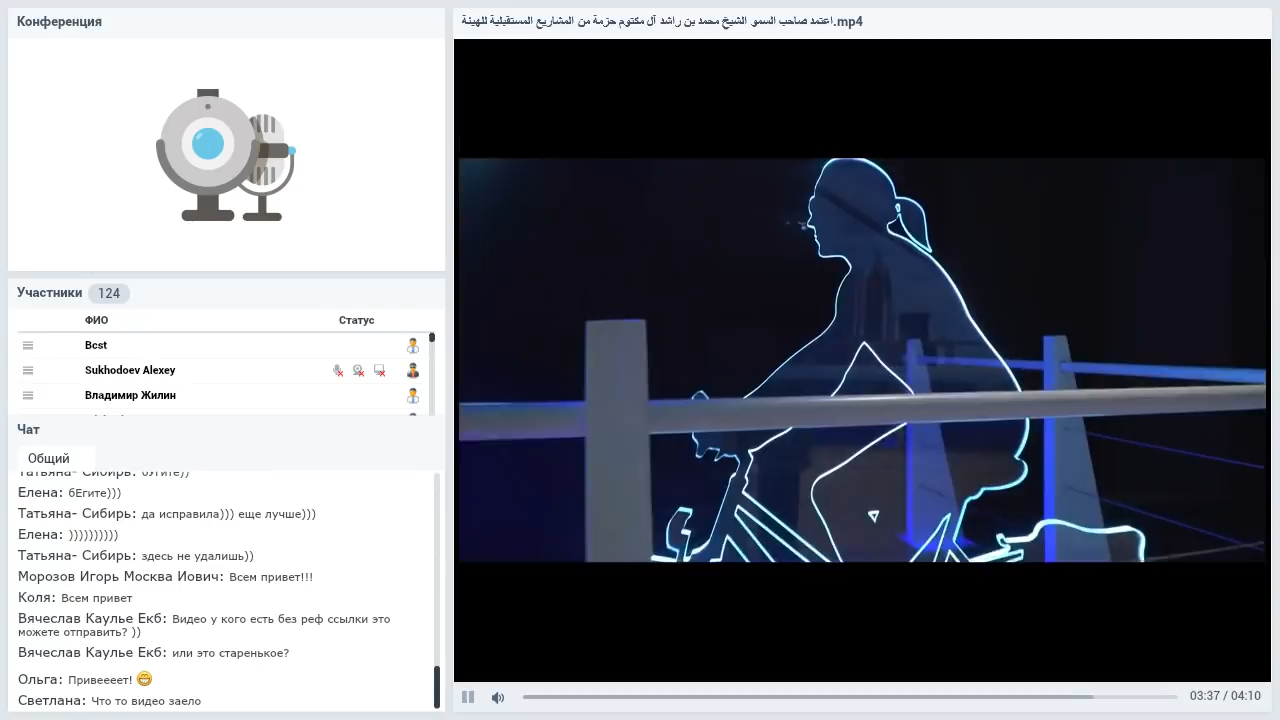 Конференция
Участники 124
ФИО Статус
Bcst
Sukhodoev Alexey
Владимир Жилин
Чат
Общий
Татьяна- Сибирь: бугите))
Елена: бЕгите)))
Татьяна- Сибирь: да исправила))) еще лучше)))
Елена: ))))))))))
Татьяна- Сибирь: здесь не удалишь))
Морозов Игорь Москва Иович: Всем привет!!!
Коля: Всем привет
Вячеслав Каулье Екб: Видео у кого есть без реф ссылки это
можете отправить? ))
Вячеслав Каулье Екб: или это старенькое?
Ольга: Привеееет! 😁
Светлана: Что то видео заело
اعتمد صاحب السمو الشيخ محمد بن راشد آل مكتوم حزمة من المشاريع المستقبلية للهيئة.mp4
03:37 / 04:10